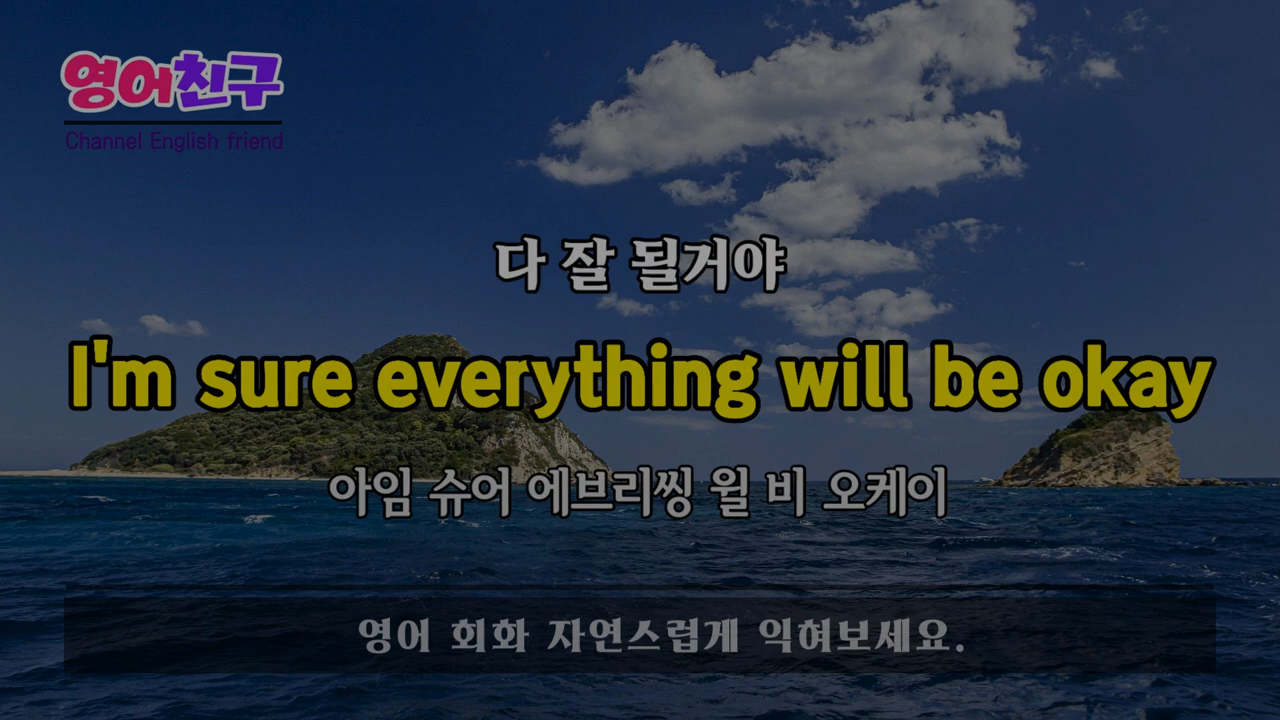 영어친구
Channel English friend
다 잘 될거야
I'm sure everything will be okay
아임 슈어 에브리씽 윌 비 오케이
영어 회화 자연스럽게 익혀보세요.